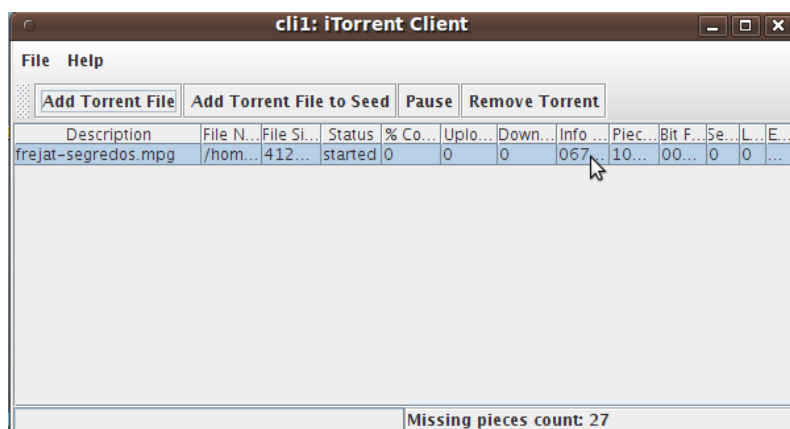 cli1: iTorrent Client
File Help
Add Torrent File Add Torrent File to Seed Pause Remove Torrent
Description File N... File Si... Status % Co... Uplo... Down... Info ... Piec... Bit F... Se... L... E...
frejat-segredos.mpg /hom... 412... started 0 0 0 067... 10... 00... 0 0 ...
Missing pieces count: 27